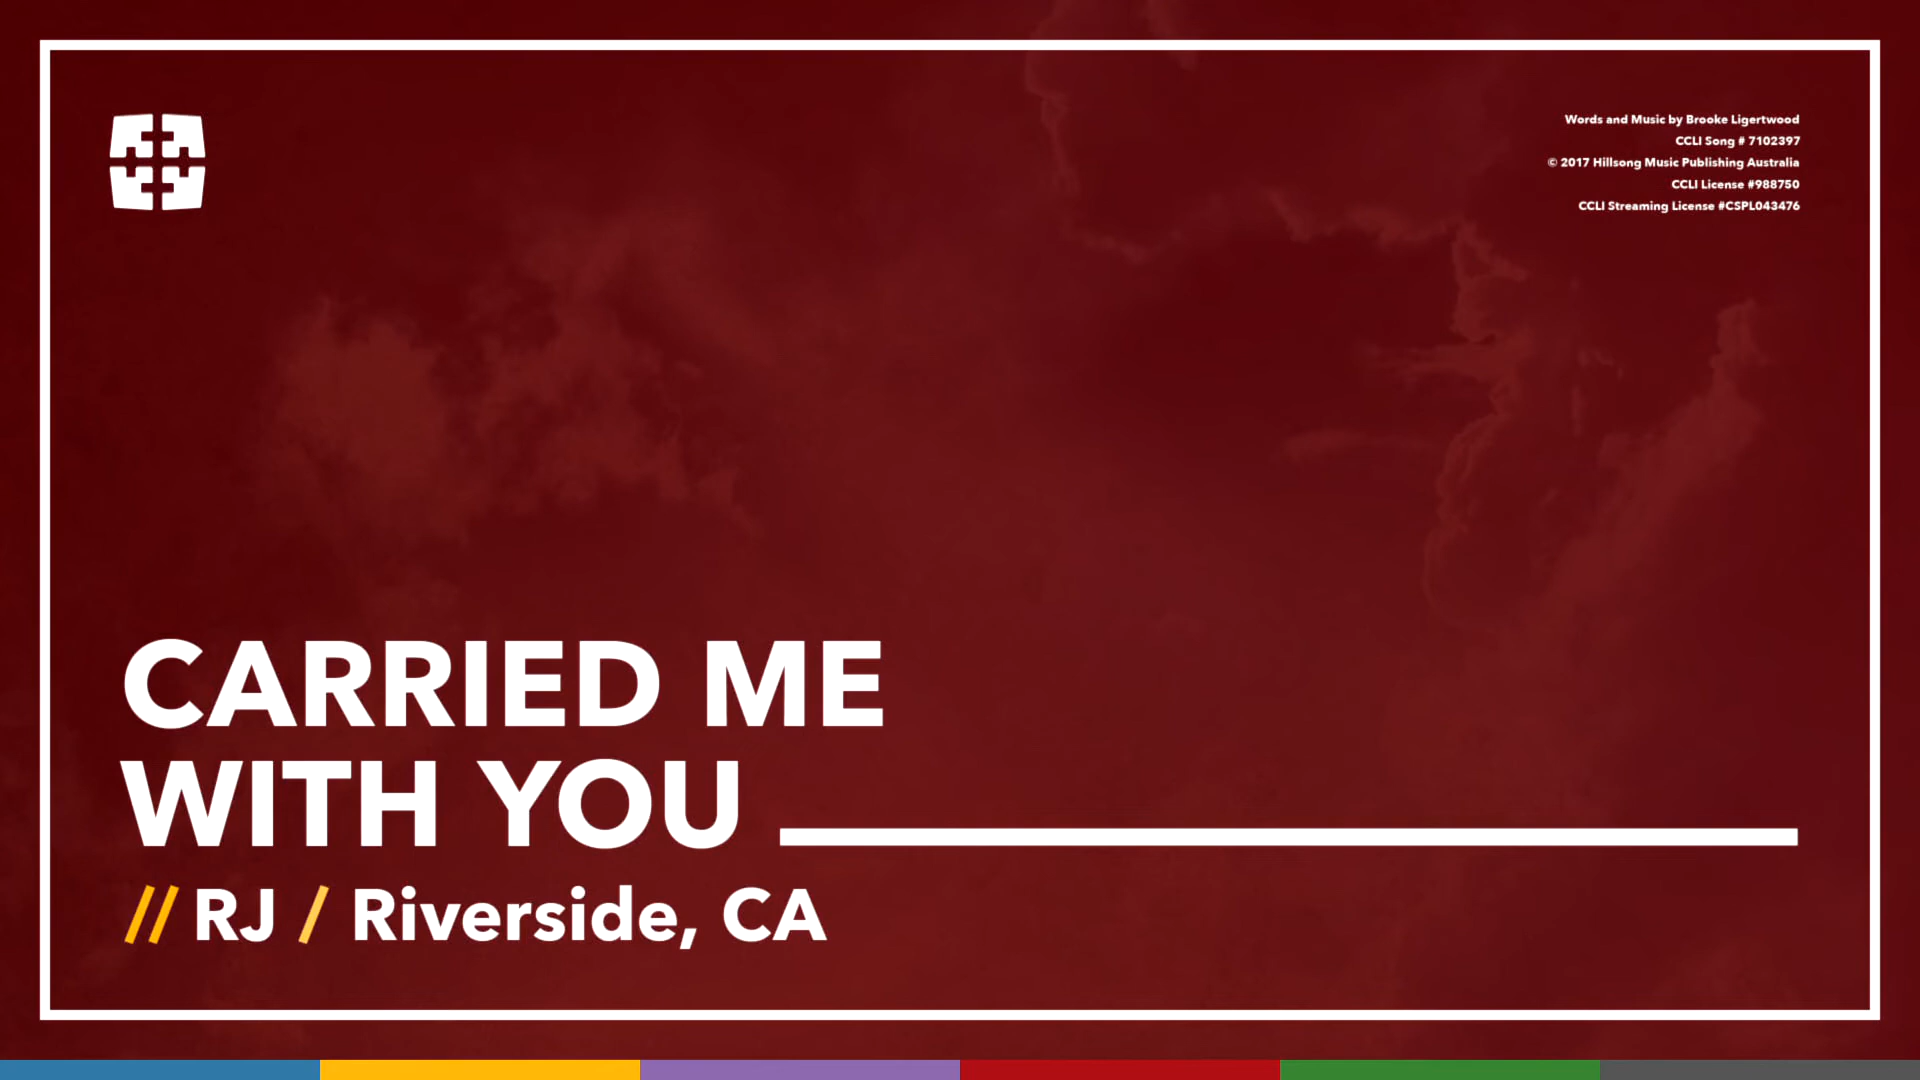 Words and Music by Brooke Ligertwood
CCLI Song # 7102397
© 2017 Hillsong Music Publishing Australia
CCLI License #988750
CCLI Streaming License #CSPL043476
CARRIED ME
WITH YOU
// RJ / Riverside, CA